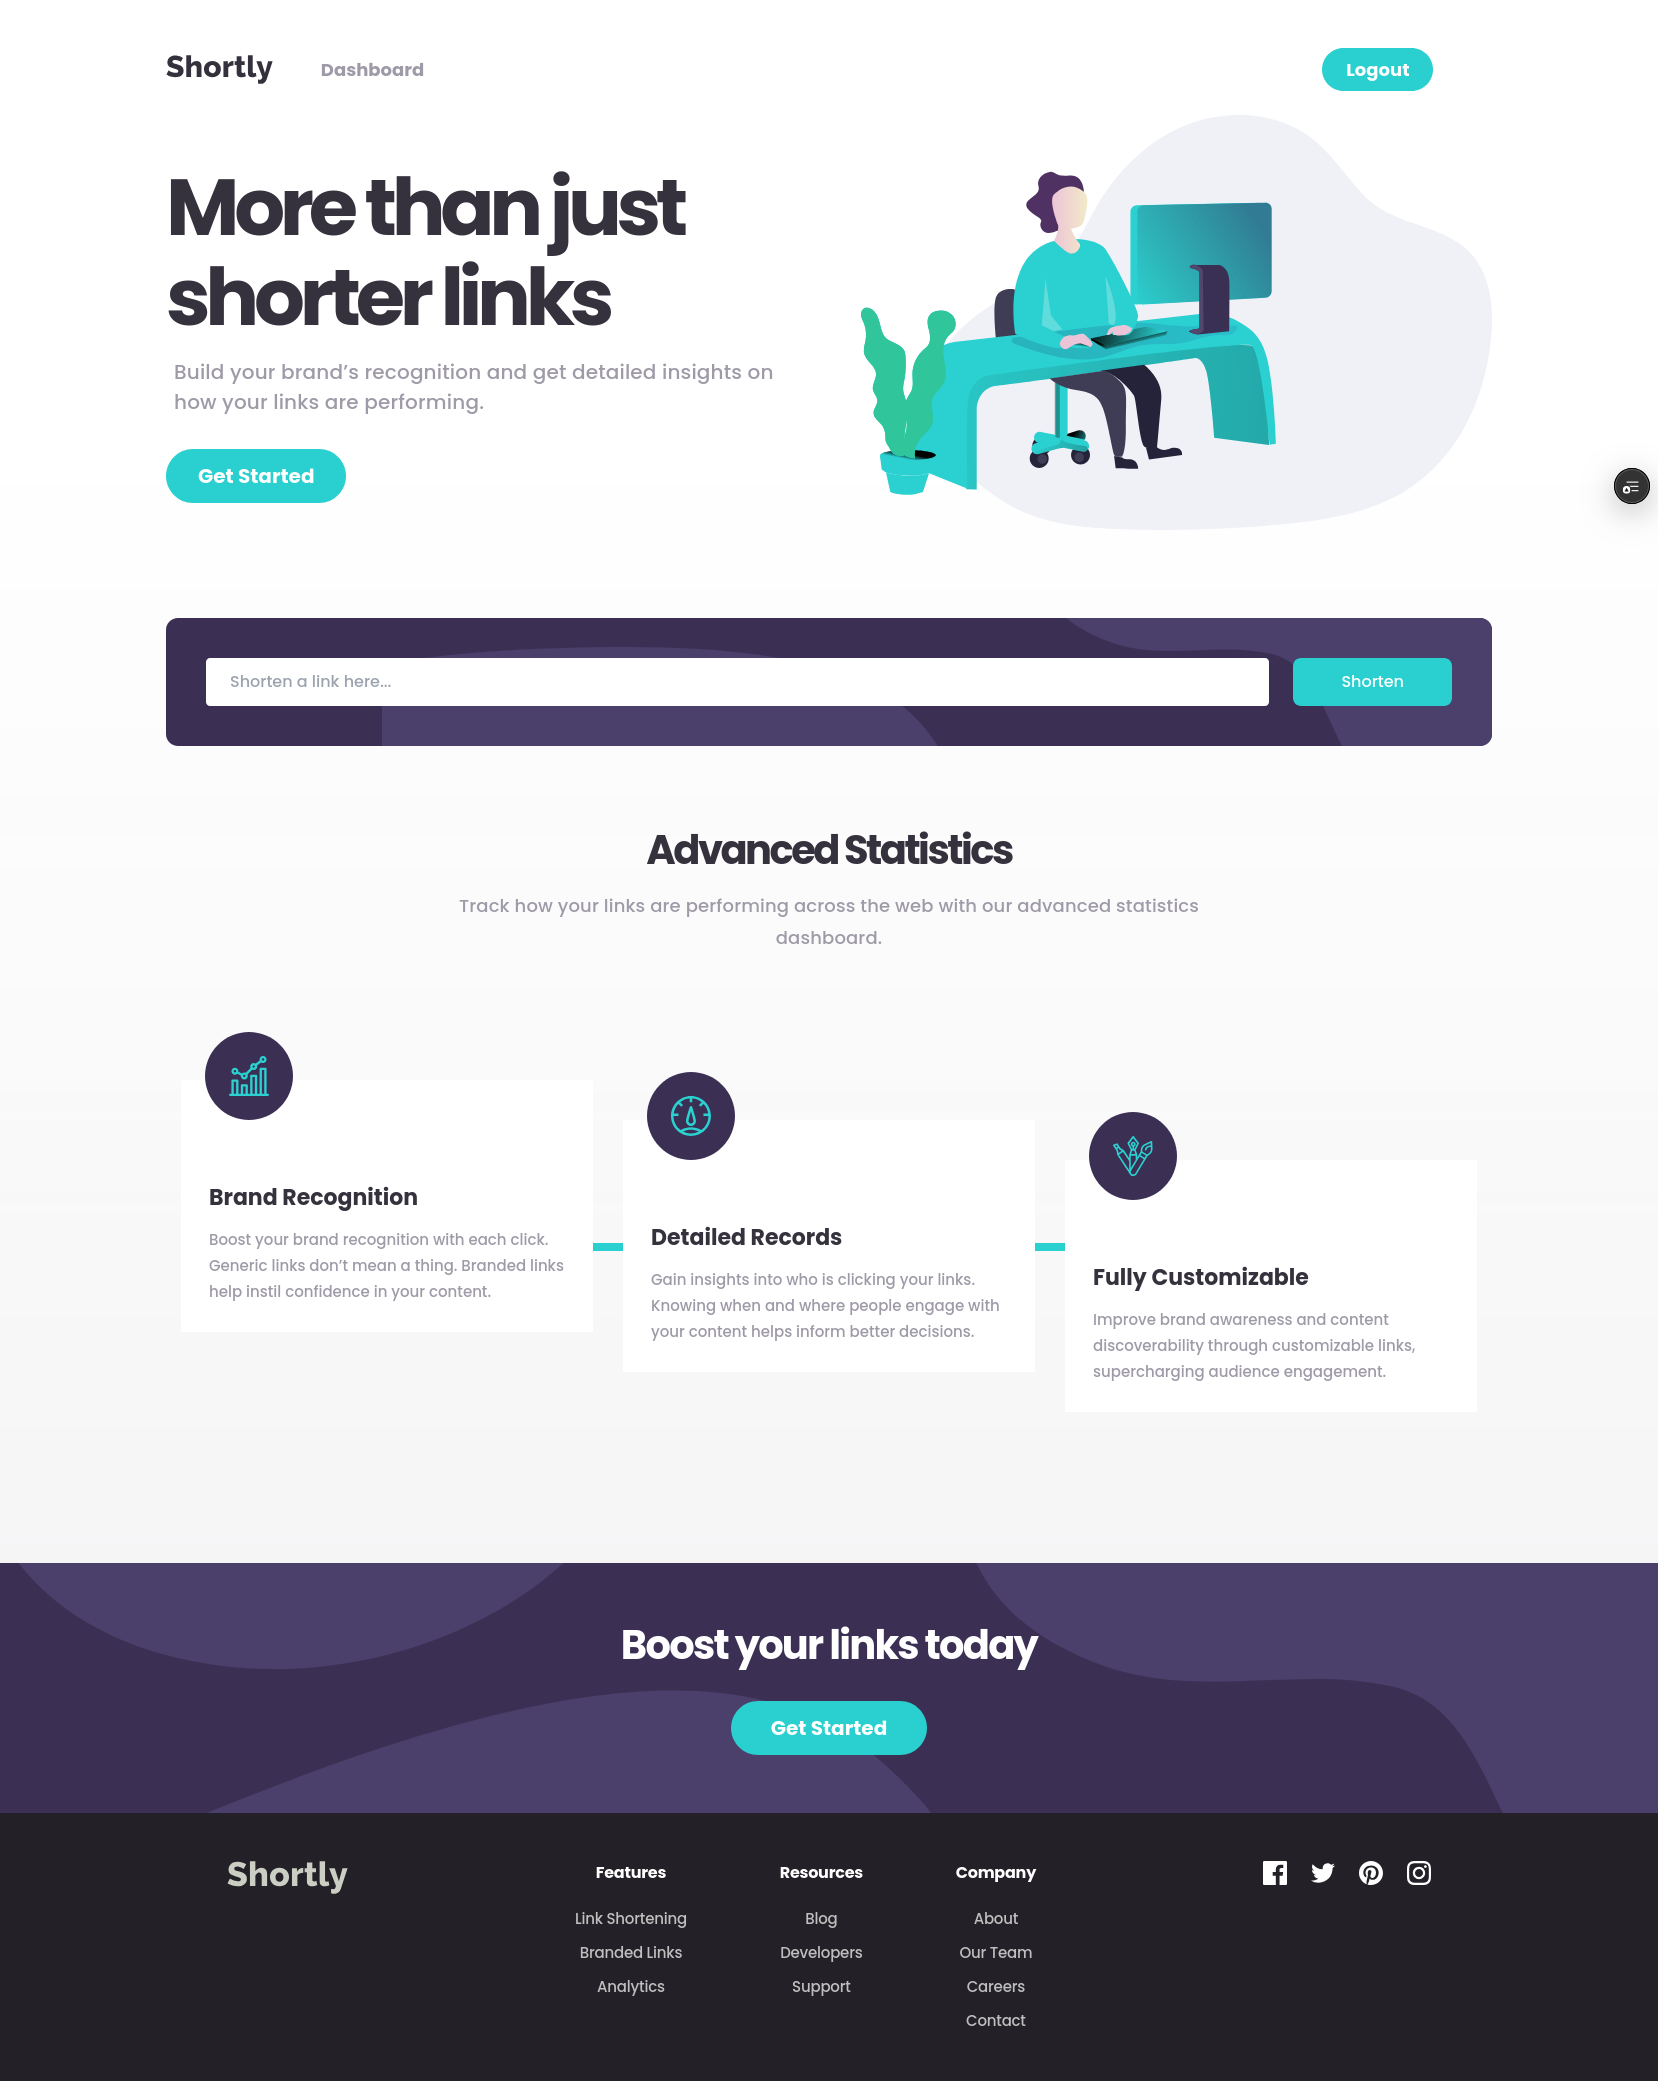 Shortly
Dashboard
Logout
More than just
shorter links
Build your brand’s recognition and get detailed insights on
how your links are performing.
Get Started
Shorten a link here...
Shorten
Advanced Statistics
Track how your links are performing across the web with our advanced statistics
dashboard.
Brand Recognition
Boost your brand recognition with each click.
Generic links don’t mean a thing. Branded links
help instil confidence in your content.
Detailed Records
Gain insights into who is clicking your links.
Knowing when and where people engage with
your content helps inform better decisions.
Fully Customizable
Improve brand awareness and content
discoverability through customizable links,
supercharging audience engagement.
Boost your links today
Get Started
Shortly
Features
Link Shortening
Branded Links
Analytics
Resources
Blog
Developers
Support
Company
About
Our Team
Careers
Contact